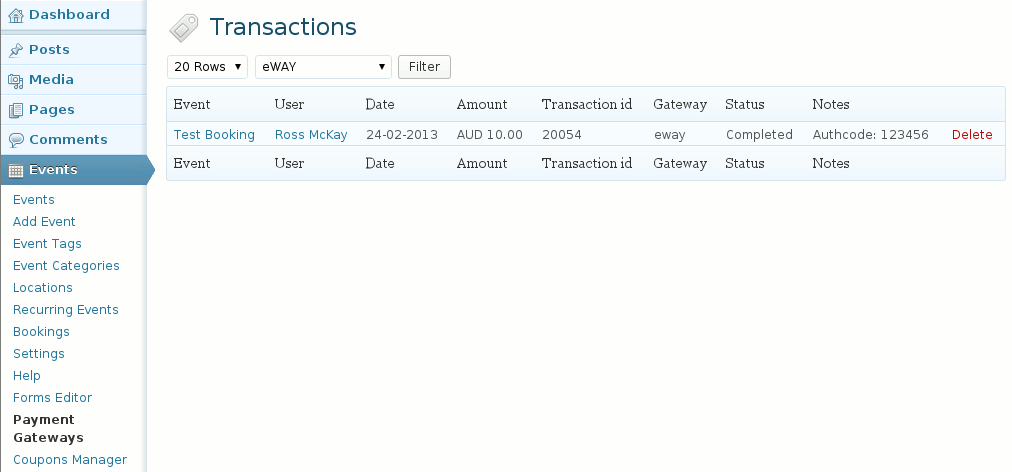 Dashboard
Posts
Media
Pages
Comments
Events
Events
Add Event
Event Tags
Event Categories
Locations
Recurring Events
Bookings
Settings
Help
Forms Editor
Payment
Gateways
Coupons Manager
Transactions
20 Rows eWAY Filter
Event User Date Amount Transaction id Gateway Status Notes
Test Booking Ross McKay 24-02-2013 AUD 10.00 20054 eway Completed Authcode: 123456 Delete
Event User Date Amount Transaction id Gateway Status Notes